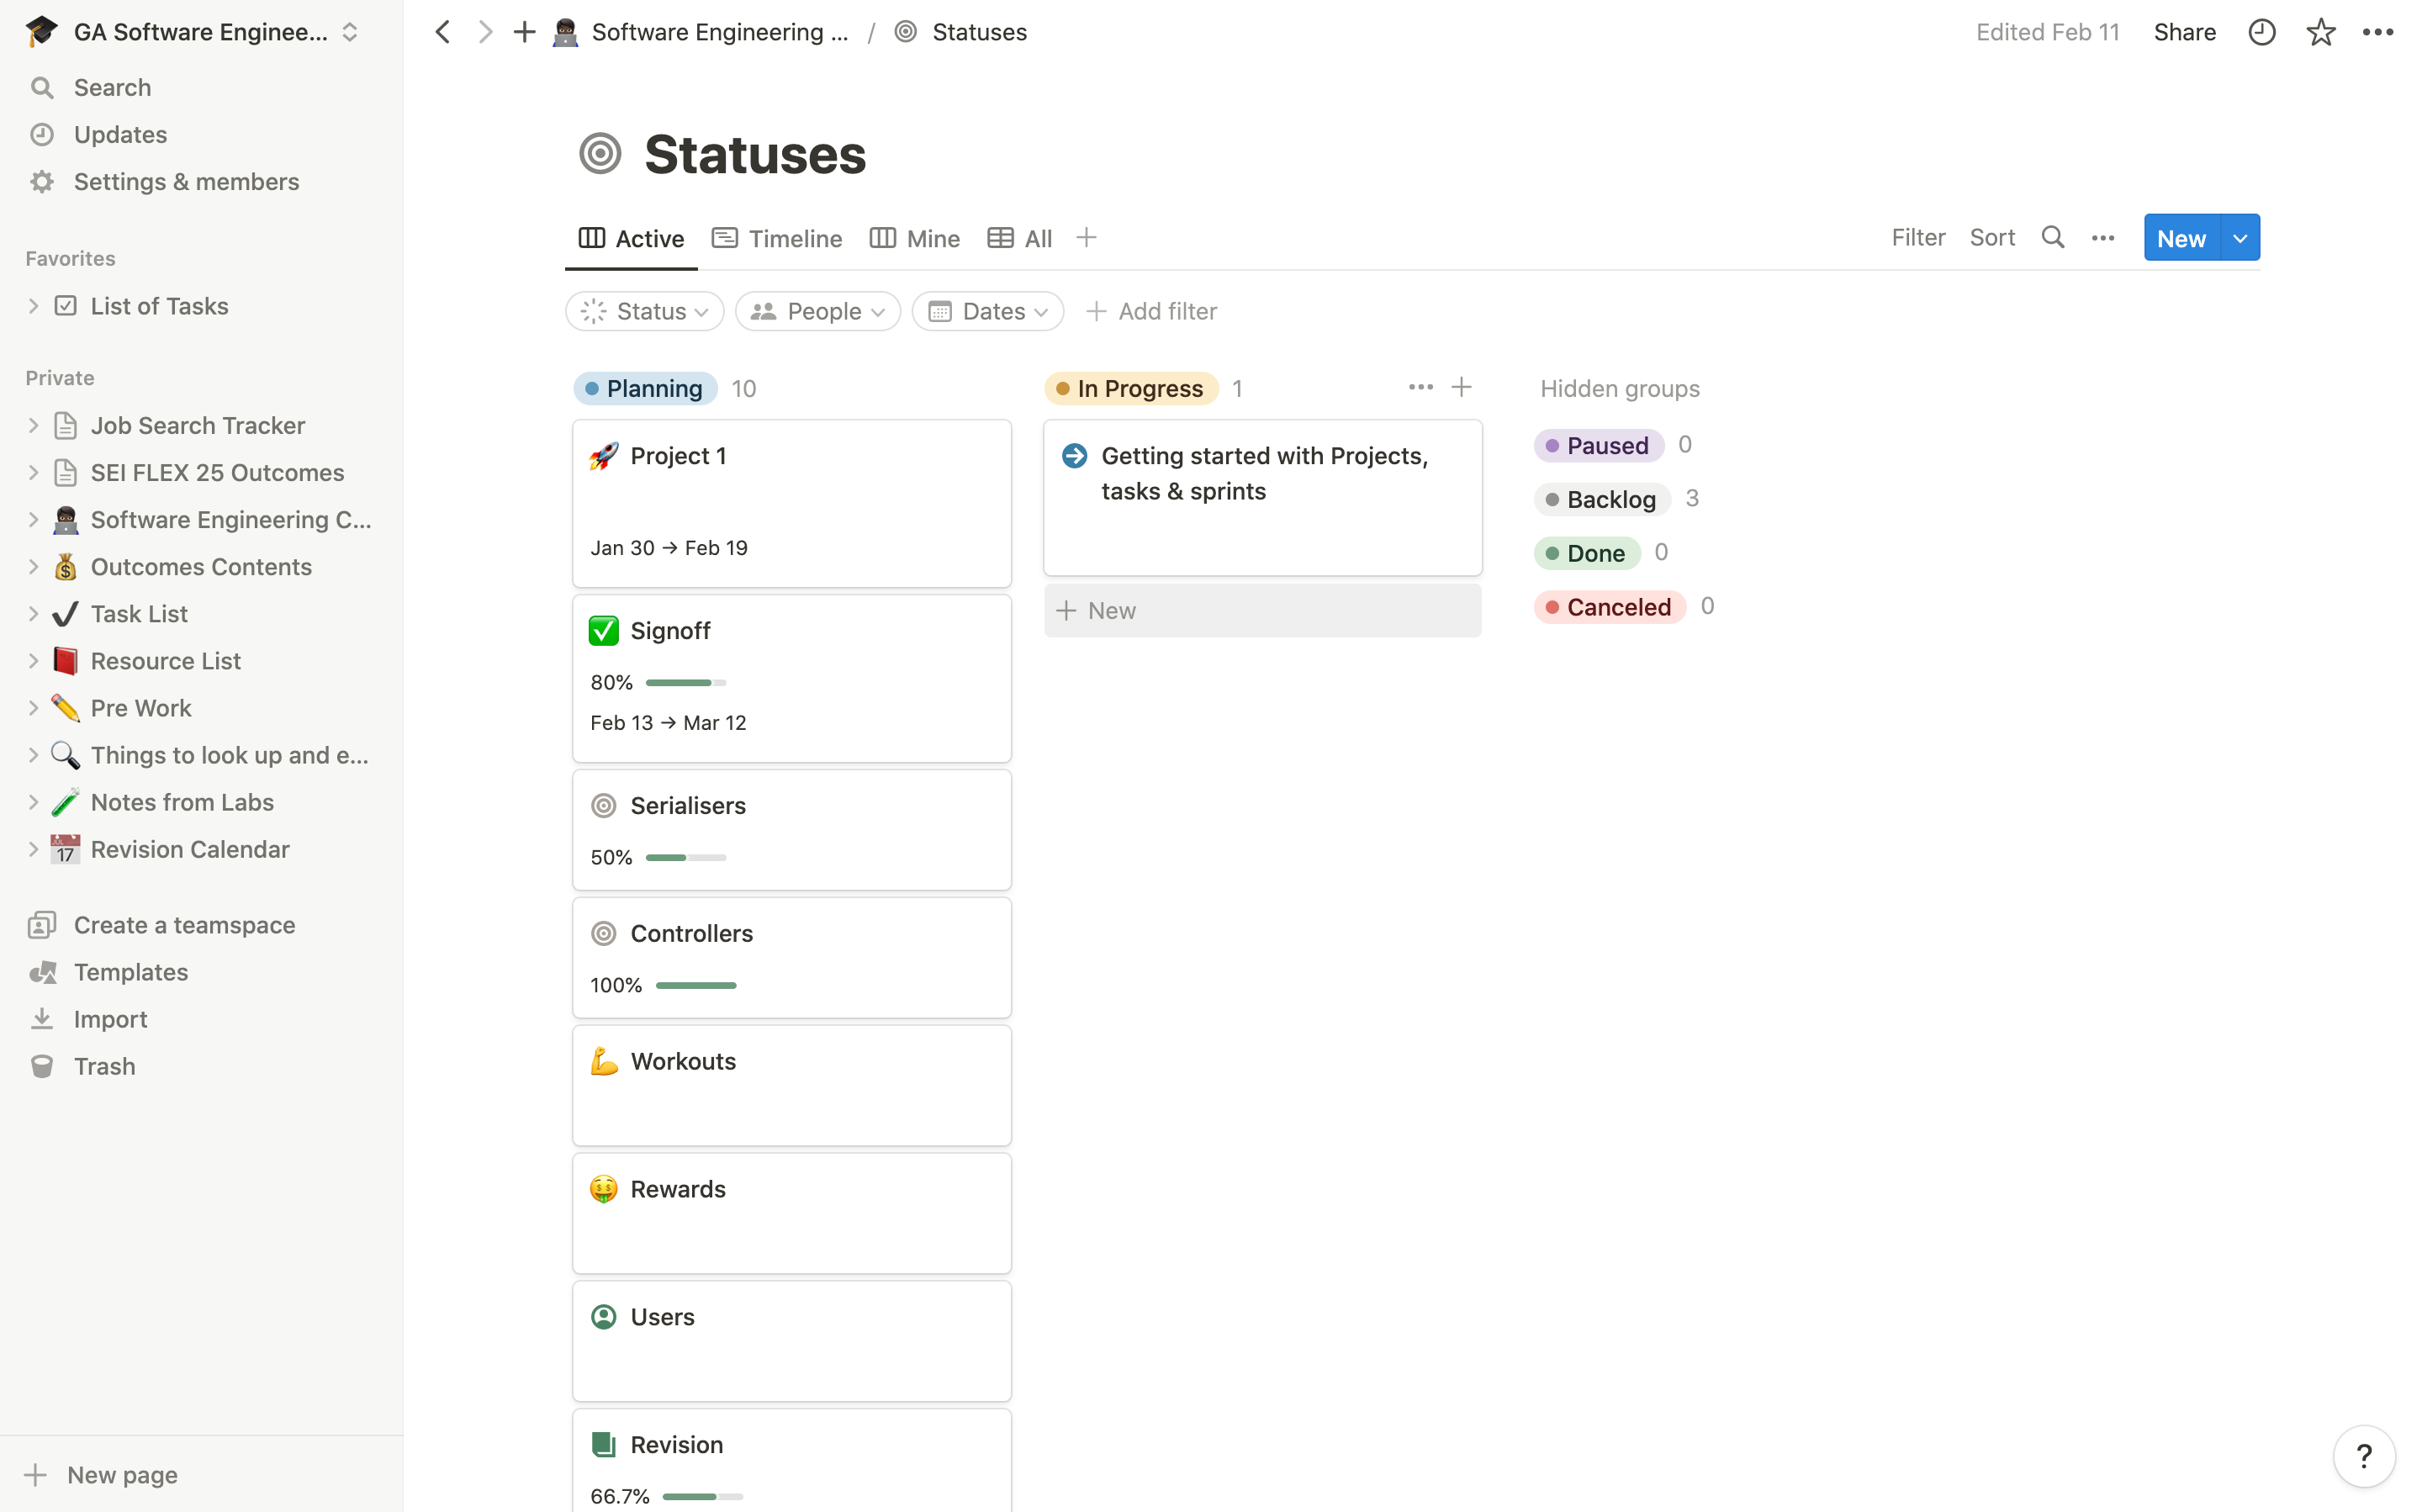 GA Software Enginee...
Search
Updates
Settings & members
Favorites
List of Tasks
Private
Job Search Tracker
SEI FLEX 25 Outcomes
Software Engineering C...
Outcomes Contents
Task List
Resource List
Pre Work
Things to look up and e...
Notes from Labs
Revision Calendar
Create a teamspace
Templates
Import
Trash
New page
Software Engineering ... / Statuses
Edited Feb 11 Share
Statuses
Active Timeline Mine All
Filter Sort New
Status People Dates Add filter
Planning 10
Project 1
Jan 30 → Feb 19
Signoff
80%
Feb 13 → Mar 12
Serialisers
50%
Controllers
100%
Workouts
Rewards
Users
Revision
66.7%
In Progress 1
Getting started with Projects,
tasks & sprints
New
Hidden groups
Paused 0
Backlog 3
Done 0
Canceled 0
?